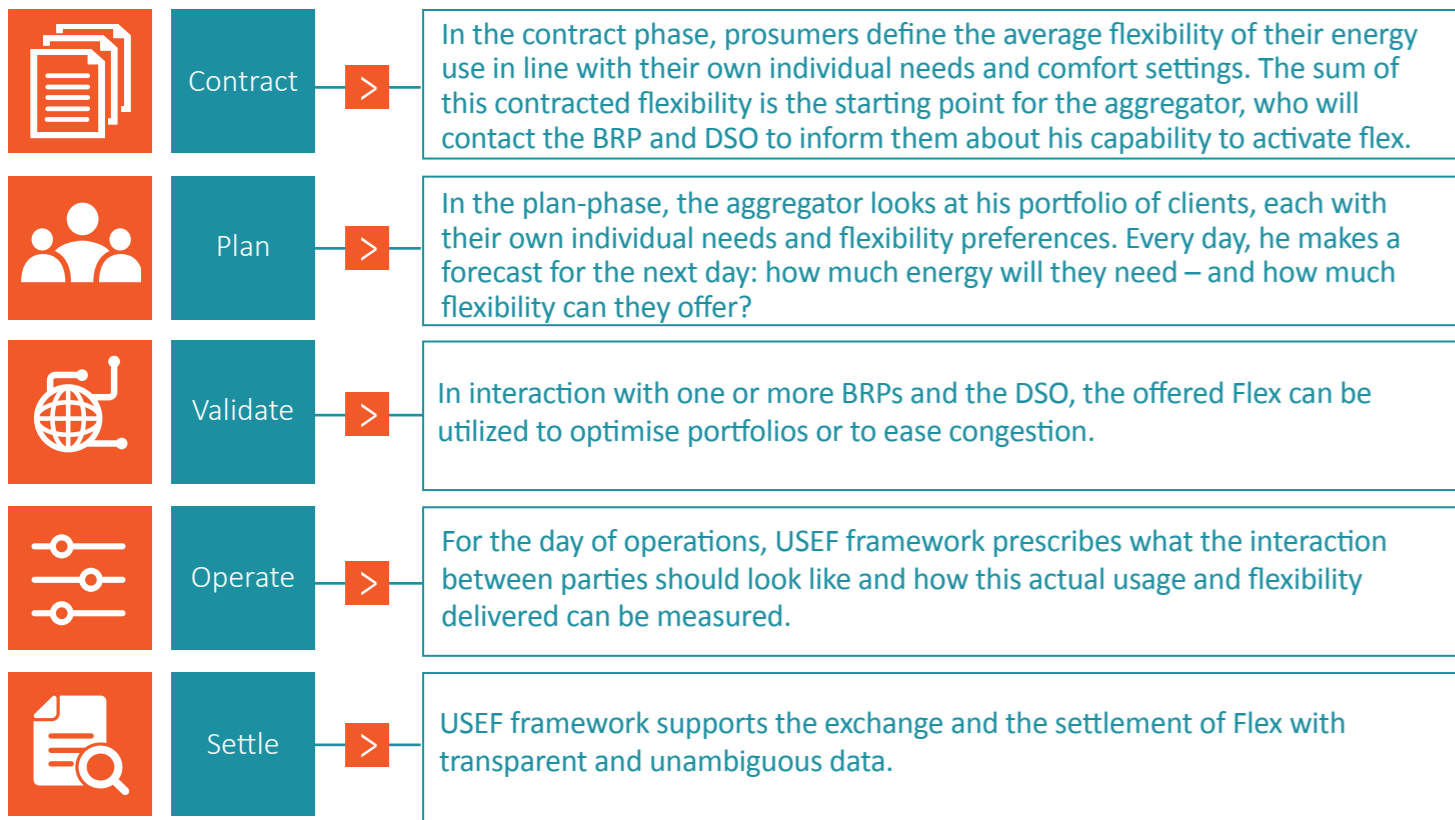 Contract
>
In the contract phase, prosumers define the average flexibility of their energy
use in line with their own individual needs and comfort settings. The sum of
this contracted flexibility is the starting point for the aggregator, who will
contact the BRP and DSO to inform them about his capability to activate flex.
Plan
>
In the plan-phase, the aggregator looks at his portfolio of clients, each with
their own individual needs and flexibility preferences. Every day, he makes a
forecast for the next day: how much energy will they need – and how much
flexibility can they offer?
Validate
>
In interaction with one or more BRPs and the DSO, the offered Flex can be
utilized to optimise portfolios or to ease congestion.
Operate
>
For the day of operations, USEF framework prescribes what the interaction
between parties should look like and how this actual usage and flexibility
delivered can be measured.
Settle
>
USEF framework supports the exchange and the settlement of Flex with
transparent and unambiguous data.